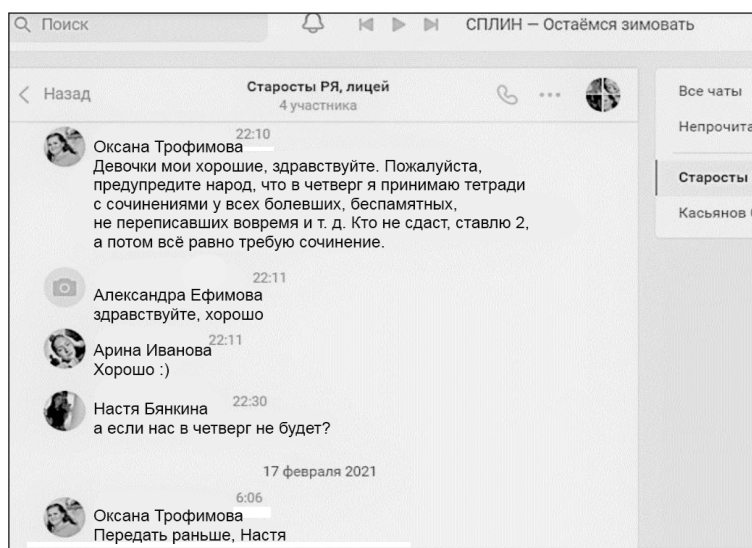 Поиск
СПЛИН — Остаёмся зимовать
Назад
Старосты РЯ, лицей
4 участника
Все чаты
Непрочита
Старосты
Касьянов
22:10
Оксана Трофимова
Девочки мои хорошие, здравствуйте. Пожалуйста,
предупредите народ, что в четверг я принимаю тетради
с сочинениями у всех болевших, беспамятных,
не переписавших вовремя и т. д. Кто не сдаст, ставлю 2,
а потом всё равно требую сочинение.
22:11
Александра Ефимова
здравствуйте, хорошо
22:11
Арина Иванова
Хорошо :)
22:30
Настя Бянкина
а если нас в четверг не будет?
17 февраля 2021
6:06
Оксана Трофимова
Передать раньше, Настя